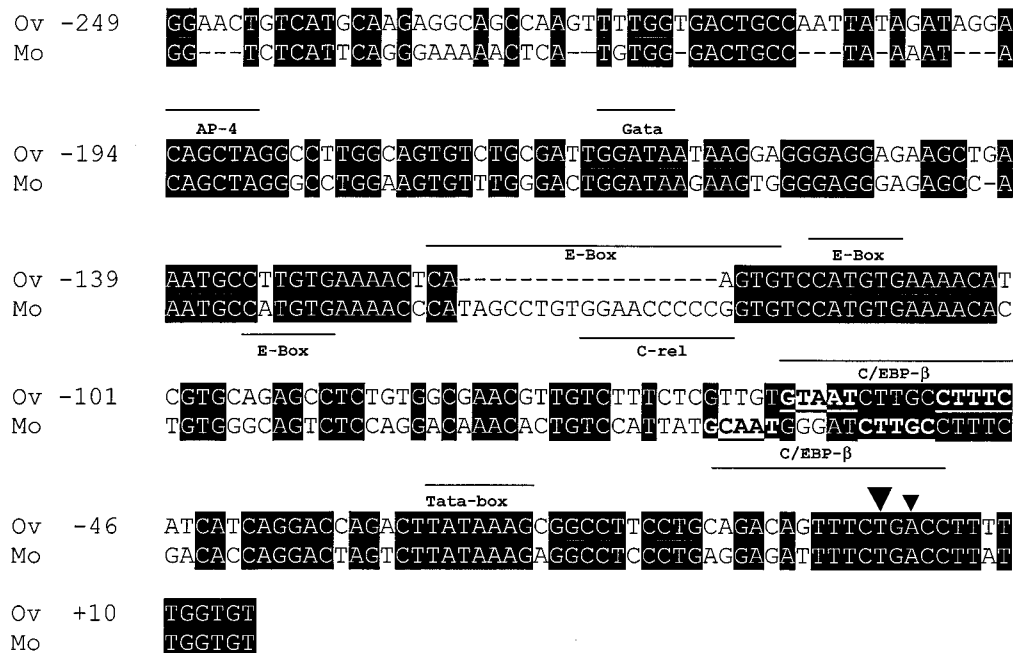 Ov -249 GGAACTGTCATGCAAGAGGCAGCCAAGTTTTGGTGACTGCCAATTATAGATAGGA
Mo GG---TCTCATTCAGGGAAAAACTCA--TGTGG-GACTGCC---TA-AAAT---A
AP-4 Gata
Ov -194 CAGCTAGGCCTTGGCAGTGTCTGCGATTGGATAATAAGGAGGGAGGAGAAGCTGA
Mo CAGCTAGGGCCTGGAAGTGTTTGGGACTGGATAAGAAGTGGGGAGGGAGAGCC-A
E-Box E-Box
Ov -139 AATGCCTTGTGAAAACTCA-----------------AGTGTCCATGTGAAAACAT
Mo AATGCCATGTGAAAACCCATAGCCTGTGGAACCCCCGGTGTCCATGTGAAAACAC
E-Box C-rel
C/EBP-β
Ov -101 CGTGCAGAGCCTCTGTGGCGAACGTTGTCTTTCTCGTTGTGTAATCTTGCCTTTC
Mo TGTGGGCAGTCTCCAGGACAAACACTGTCCATTATGCAATGGGATCTTGCCTTTC
C/EBP-β
Tata-box
Ov -46 ATCATCAGGACCAGACTTATAAAGCGGCCTTCCTGCAGACAGTTTCTGACCTTTT
Mo GACACCAGGACTAGTCTTATAAAGAGGCCTCCCTGAGGAGATTTTCTGACCTTAT
Ov +10 TGGTGT
Mo TGGTGT